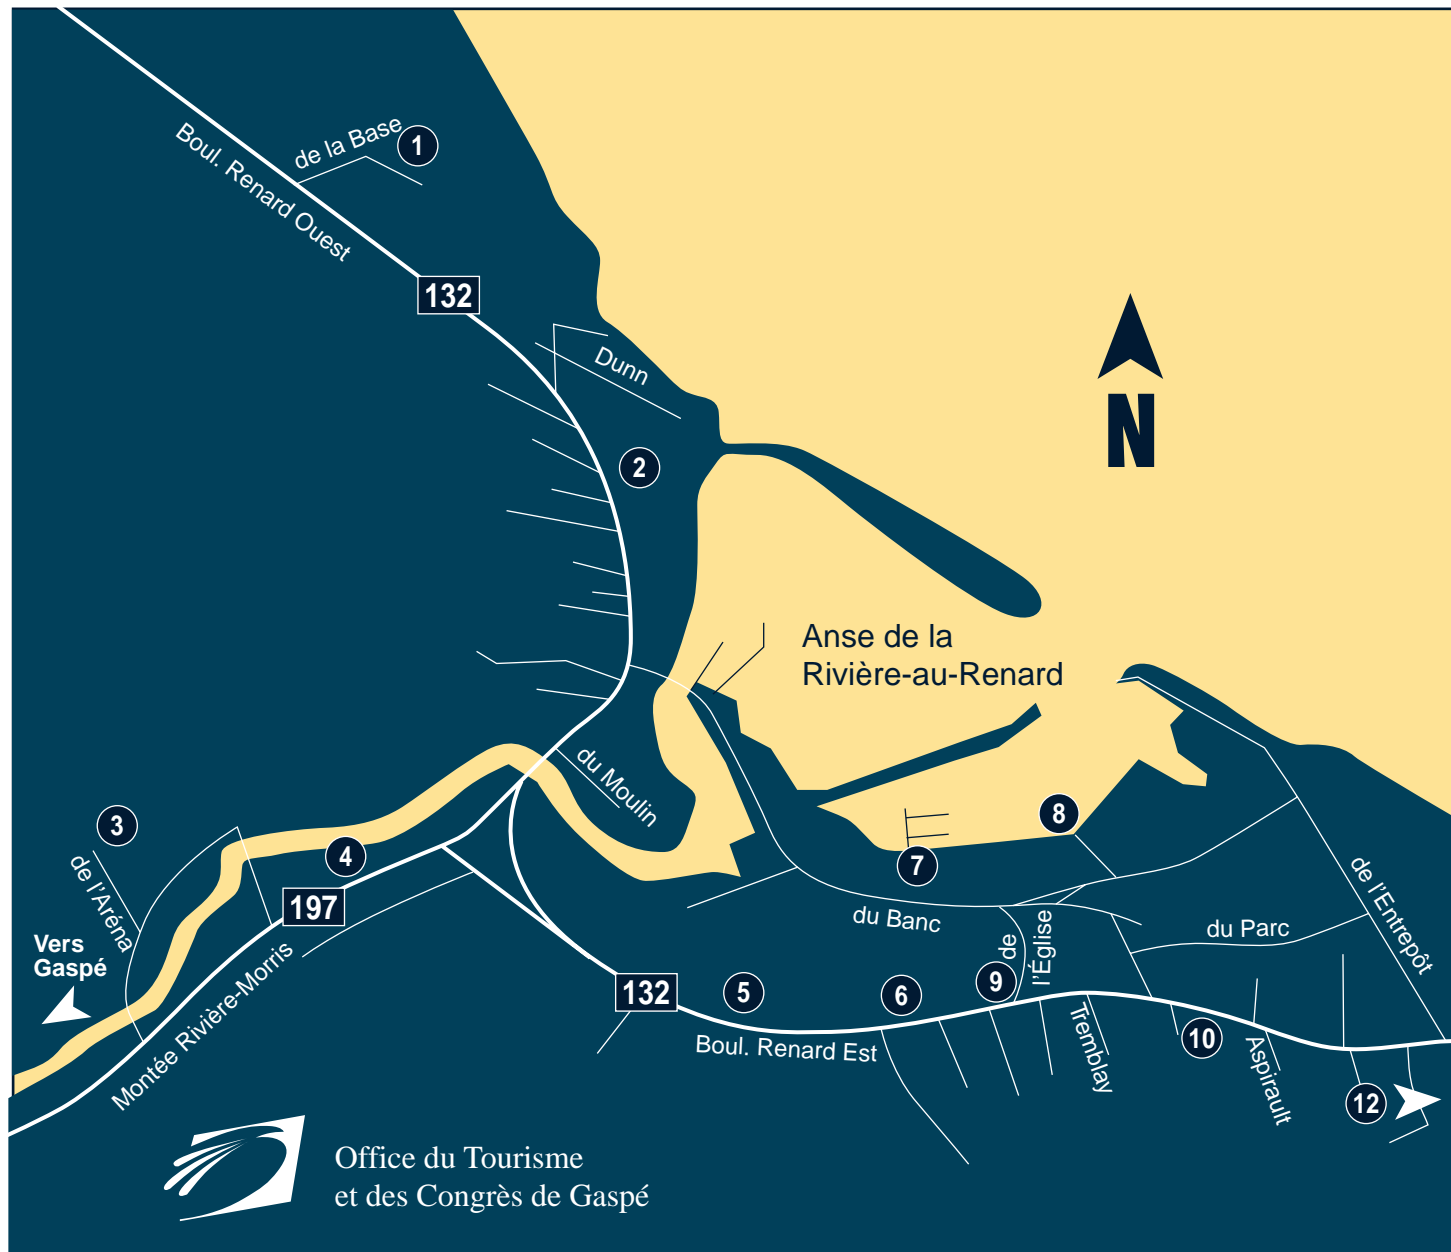 de la Base
1
Boul. Renard Ouest
132
Dunn
2
N
Anse de la
Rivière-au-Renard
du Moulin
3
4
8
7
de l'Aréna
197
du Banc
de
l'Église
du Parc
de l'Entrepôt
Vers
Gaspé
132
5
6
9
Boul. Renard Est
Tremblay
10
Aspirault
12
Montée Rivière-Morris
Office du Tourisme
et des Congrès de Gaspé